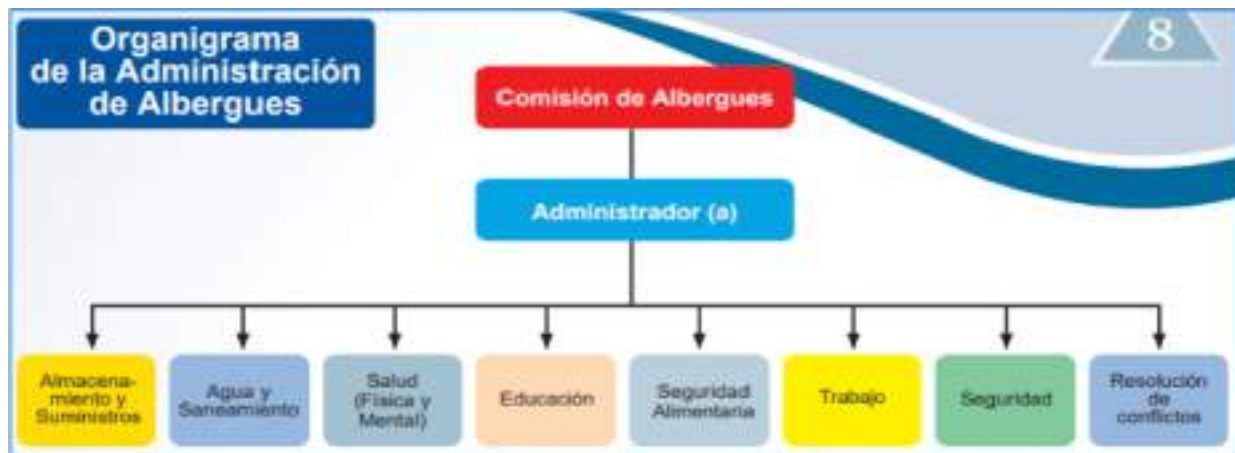 Organigrama
de la Administración
de Albergues
8
Comisión de Albergues
Administrador (a)
Almacena-
miento y
Suministros
Agua y
Saneamiento
Salud
(Física y
Mental)
Educación
Seguridad
Alimentaria
Trabajo
Seguridad
Resolución
de
conflictos